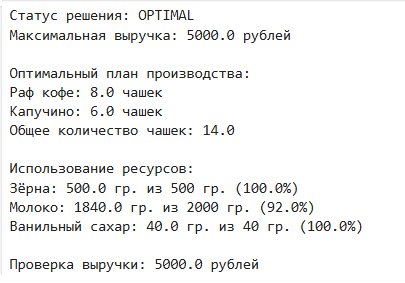 Статус решения: OPTIMAL
Максимальная выручка: 5000.0 рублей
Оптимальный план производства:
Раф кофе: 8.0 чашек
Капучино: 6.0 чашек
Общее количество чашек: 14.0
Использование ресурсов:
Зёрна: 500.0 гр. из 500 гр. (100.0%)
Молоко: 1840.0 гр. из 2000 гр. (92.0%)
Ванильный сахар: 40.0 гр. из 40 гр. (100.0%)
Проверка выручки: 5000.0 рублей